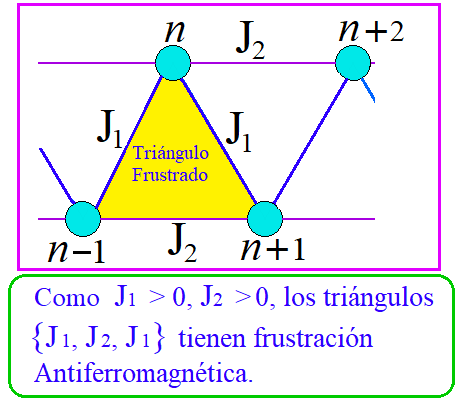 n J₂ n+2
J₁ J₁
Triángulo
Frustrado
n−1 J₂ n+1
Como J₁ > 0, J₂ > 0, los triángulos
{J₁, J₂, J₁} tienen frustración
Antiferromagnética.